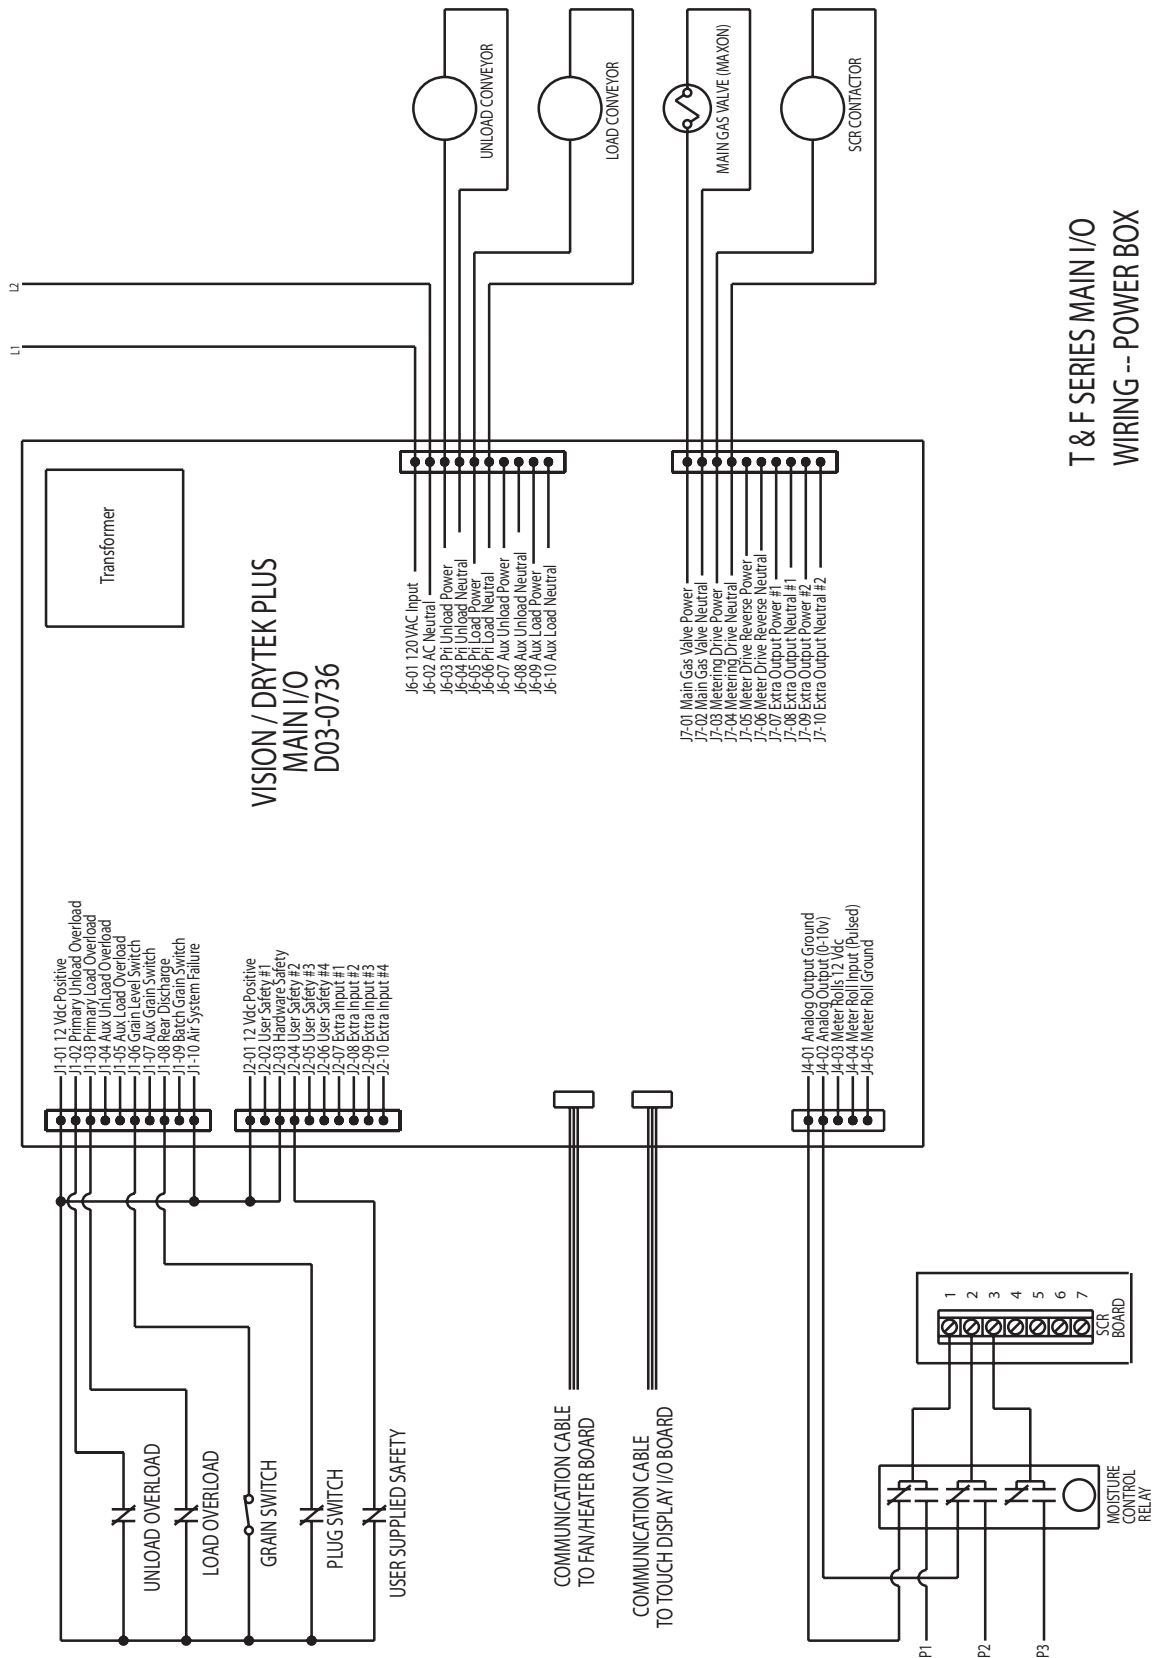 L2
L1
UNLOAD CONVEYOR
LOAD CONVEYOR
MAIN GAS VALVE (MAXON)
SCR CONTACTOR
T & F SERIES MAIN I/O
WIRING -- POWER BOX
Transformer
VISION / DRYTEK PLUS
MAIN I/O
D03-0736
J6-01 120 VAC Input
J6-02 AC Neutral
J6-03 Pri Unload Power
J6-04 Pri Unload Neutral
J6-05 Pri Load Power
J6-06 Pri Load Neutral
J6-07 Aux Unload Power
J6-08 Aux Unload Neutral
J6-09 Aux Load Power
J6-10 Aux Load Neutral
J7-01 Main Gas Valve Power
J7-02 Main Gas Valve Neutral
J7-03 Metering Drive Power
J7-04 Metering Drive Neutral
J7-05 Meter Drive Reverse Power
J7-06 Meter Drive Reverse Neutral
J7-07 Extra Output Power #1
J7-08 Extra Output Neutral #1
J7-09 Extra Output Power #2
J7-10 Extra Output Neutral #2
J1-01 12 Vdc Positive
J1-02 Primary Unload Overload
J1-03 Primary Load Overload
J1-04 Aux UnLoad Overload
J1-05 Aux Load Overload
J1-06 Grain Level Switch
J1-07 Aux Grain Switch
J1-08 Rear Discharge
J1-09 Batch Grain Switch
J1-10 Air System Failure
J2-01 12 Vdc Positive
J2-02 User Safety #1
J2-03 Hardware Safety
J2-04 User Safety #2
J2-05 User Safety #3
J2-06 User Safety #4
J2-07 Extra Input #1
J2-08 Extra Input #2
J2-09 Extra Input #3
J2-10 Extra Input #4
J4-01 Analog Output Ground
J4-02 Analog Output (0-10v)
J4-03 Meter Rolls 12 Vdc
J4-04 Meter Roll Input (Pulsed)
J4-05 Meter Roll Ground
UNLOAD OVERLOAD
LOAD OVERLOAD
GRAIN SWITCH
PLUG SWITCH
USER SUPPLIED SAFETY
COMMUNICATION CABLE
TO FAN/HEATER BOARD
COMMUNICATION CABLE
TO TOUCH DISPLAY I/O BOARD
1
2
3
4
5
6
7
SCR
BOARD
MOISTURE
CONTROL
RELAY
P1
P2
P3